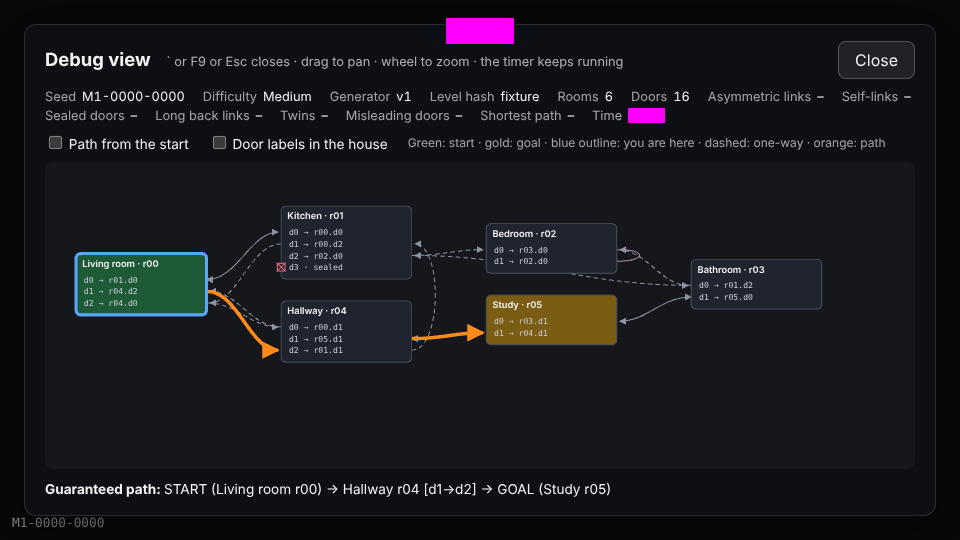 Debug view ` or F9 or Esc closes · drag to pan · wheel to zoom · the timer keeps running Close
Seed M1-0000-0000 Difficulty Medium Generator v1 Level hash fixture Rooms 6 Doors 16 Asymmetric links – Self-links –
Sealed doors – Long back links – Twins – Misleading doors – Shortest path – Time
Path from the start Door labels in the house Green: start · gold: goal · blue outline: you are here · dashed: one-way · orange: path
Kitchen · r01
d0 → r00.d0
d1 → r00.d2
d2 → r02.d0
d3 · sealed
Bedroom · r02
d0 → r03.d0
d1 → r02.d0
Living room · r00
d0 → r01.d0
d1 → r04.d2
d2 → r04.d0
Bathroom · r03
d0 → r01.d2
d1 → r05.d0
Hallway · r04
d0 → r00.d1
d1 → r05.d1
d2 → r01.d1
Study · r05
d0 → r03.d1
d1 → r04.d1
Guaranteed path: START (Living room r00) → Hallway r04 [d1→d2] → GOAL (Study r05)
M1-0000-0000